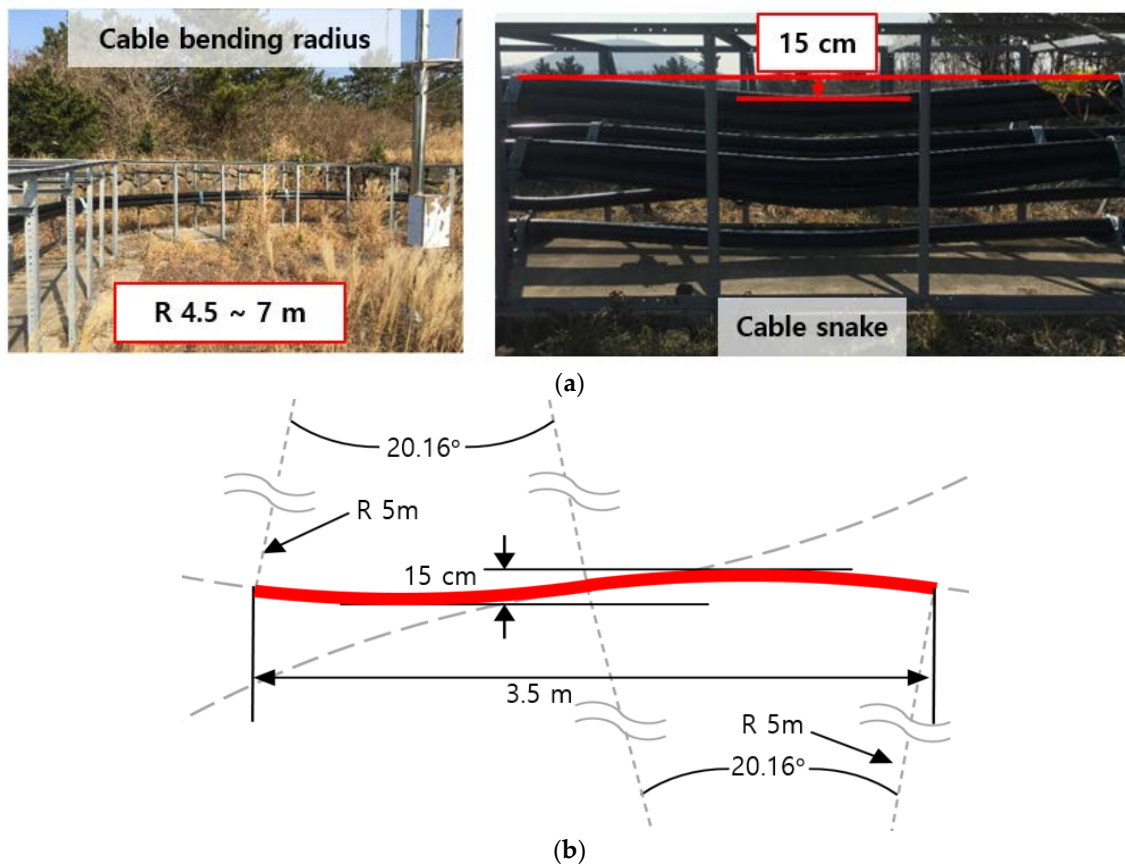 Cable bending radius
R 4.5 ~ 7 m
15 cm
Cable snake
(a)
20.16°
R 5m
15 cm
3.5 m
R 5m
20.16°
(b)